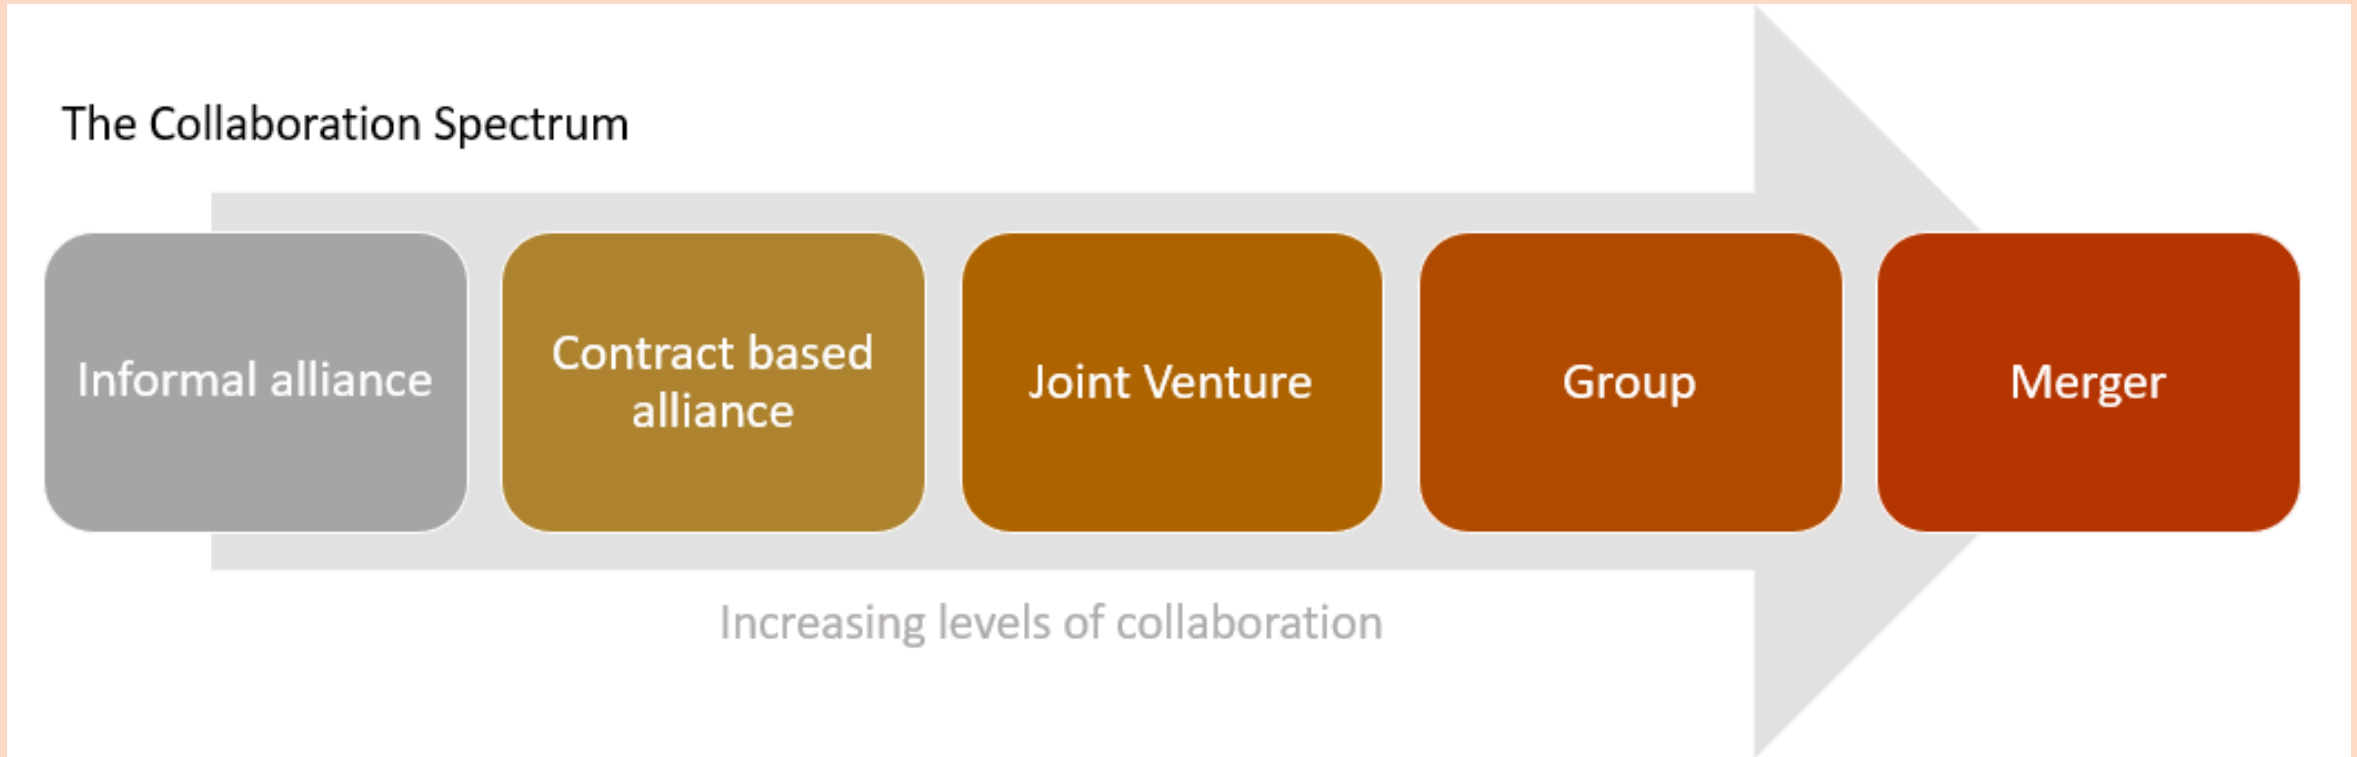 The Collaboration Spectrum
Informal alliance
Contract based
alliance
Joint Venture
Group
Merger
Increasing levels of collaboration